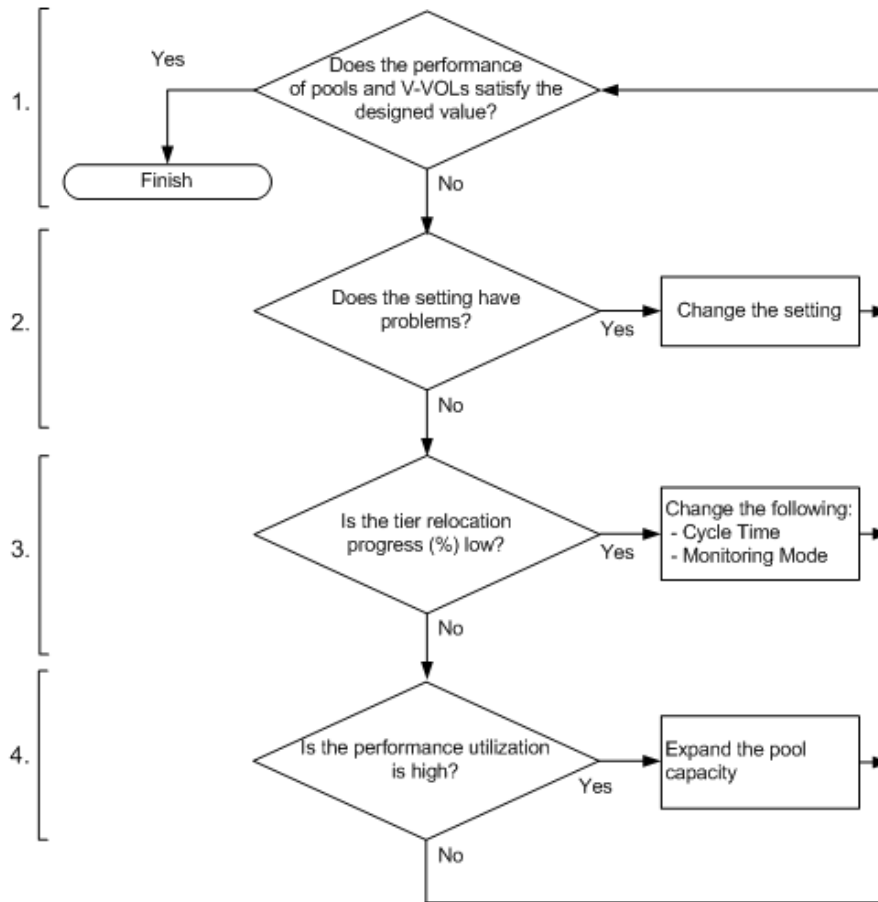 1.
Yes
Does the performance
of pools and V-VOLs satisfy the
designed value?
Finish
No
2.
Does the setting have
problems?
Yes
Change the setting
No
3.
Is the tier relocation
progress (%) low?
Yes
Change the following:
- Cycle Time
- Monitoring Mode
No
4.
Is the performance utilization
is high?
Yes
Expand the pool
capacity
No